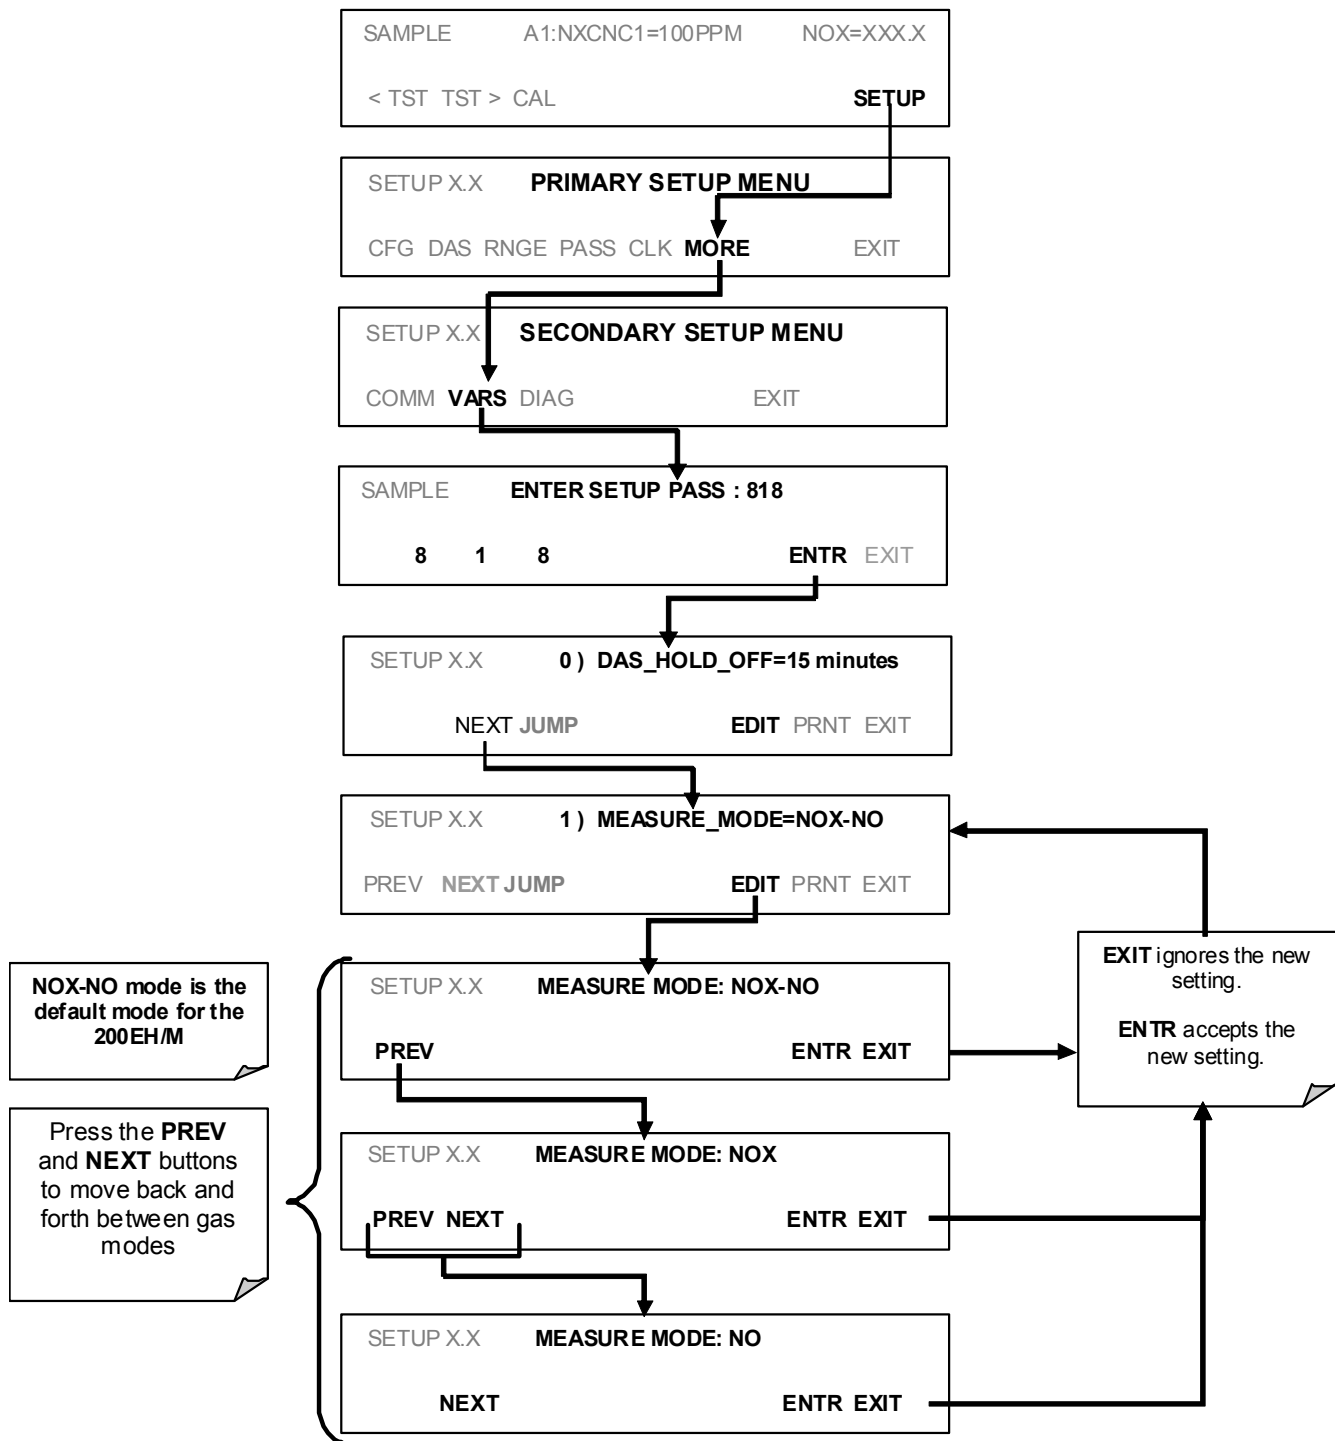 SAMPLE A1:NXCNC1=100PPM NOX=XXX.X
< TST TST > CAL SETUP
SETUP X.X PRIMARY SETUP MENU
CFG DAS RNGE PASS CLK MORE EXIT
SETUP X.X SECONDARY SETUP MENU
COMM VARS DIAG EXIT
SAMPLE ENTER SETUP PASS : 818
8 1 8 ENTR EXIT
SETUP X.X 0 ) DAS_HOLD_OFF=15 minutes
NEXT JUMP EDIT PRNT EXIT
SETUP X.X 1 ) MEASURE_MODE=NOX-NO
PREV NEXT JUMP EDIT PRNT EXIT
EXIT ignores the new
setting.
ENTR accepts the
new setting.
NOX-NO mode is the
default mode for the
200EH/M
SETUP X.X MEASURE MODE: NOX-NO
PREV ENTR EXIT
Press the PREV
and NEXT buttons
to move back and
forth between gas
modes
SETUP X.X MEASURE MODE: NOX
PREV NEXT ENTR EXIT
SETUP X.X MEASURE MODE: NO
NEXT ENTR EXIT